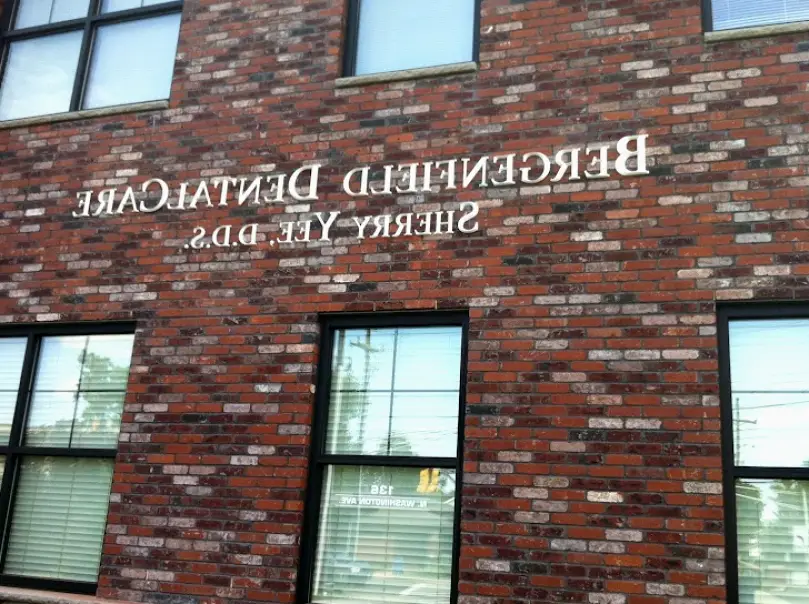 BERGENFIELD DENTALCARE
SHERRY YEE, D.D.S.
136
N. WASHINGTON AVE